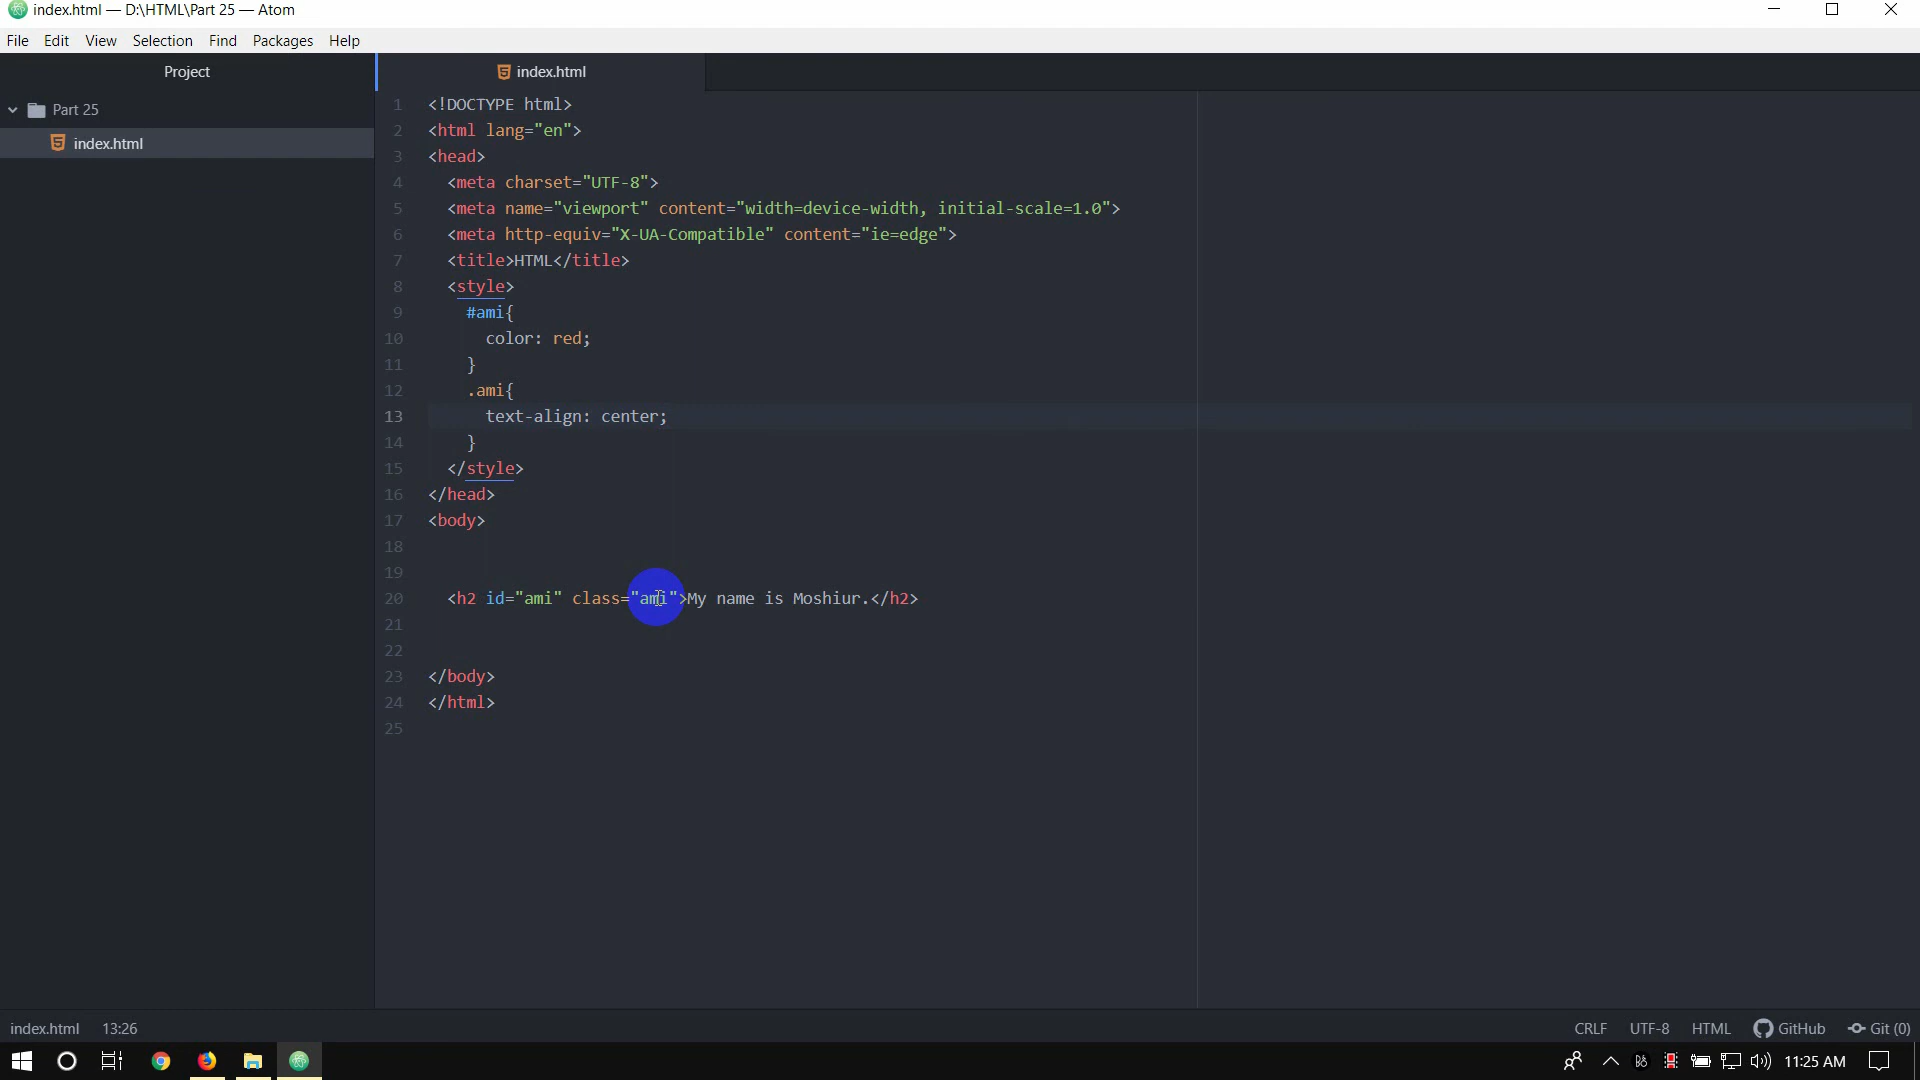 index.html — D:\HTML\Part 25 — Atom
File Edit View Selection Find Packages Help
Project
index.html
Part 25
index.html
1 <!DOCTYPE html>
2 <html lang="en">
3 <head>
4 <meta charset="UTF-8">
5 <meta name="viewport" content="width=device-width, initial-scale=1.0">
6 <meta http-equiv="X-UA-Compatible" content="ie=edge">
7 <title>HTML</title>
8 <style>
9 #ami{
10 color: red;
11 }
12 .ami{
13 text-align: center;
14 }
15 </style>
16 </head>
17 <body>
18
19
20 <h2 id="ami" class="ami">My name is Moshiur.</h2>
21
22
23 </body>
24 </html>
25
index.html 13:26 CRLF UTF-8 HTML GitHub Git (0)
11:25 AM